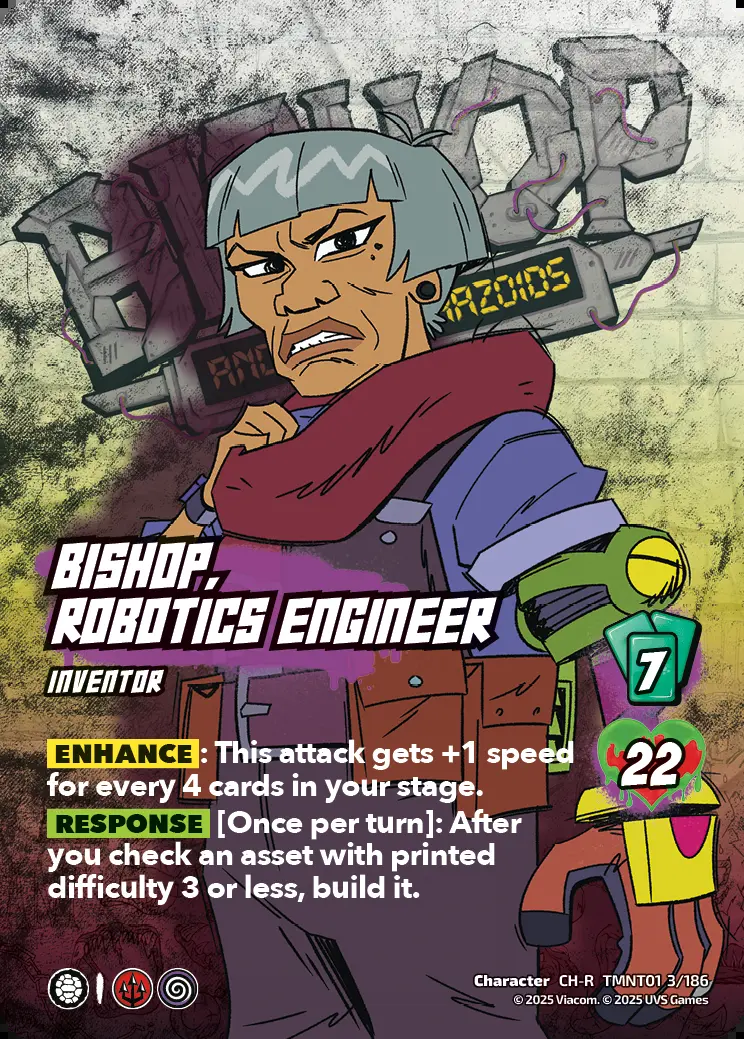 BISHOP
ANDAZOIDS
BISHOP,
ROBOTICS ENGINEER
INVENTOR
7
ENHANCE: This attack gets +1 speed
for every 4 cards in your stage.
22
RESPONSE [Once per turn]: After
you check an asset with printed
difficulty 3 or less, build it.
Character CH-R TMNT01 3/186
© 2025 Viacom. © 2025 UVS Games